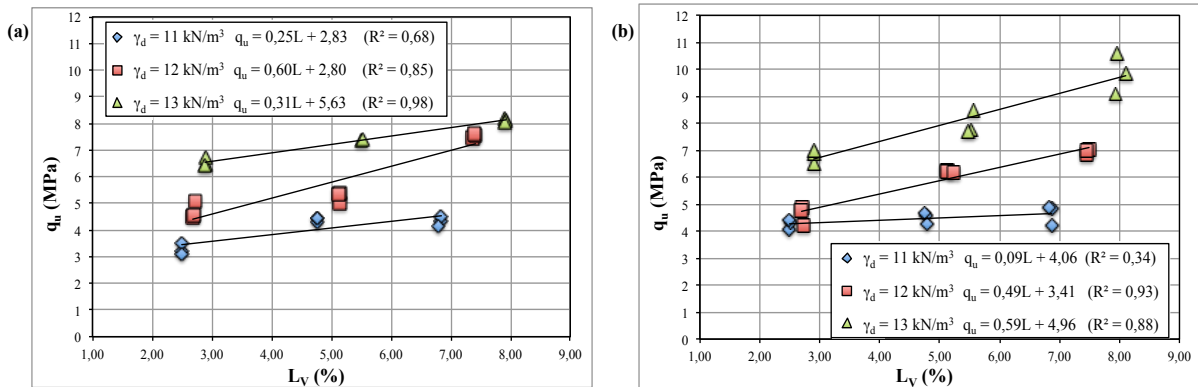 (a)
γd = 11 kN/m³ qu = 0,25L + 2,83 (R² = 0,68)
γd = 12 kN/m³ qu = 0,60L + 2,80 (R² = 0,85)
γd = 13 kN/m³ qu = 0,31L + 5,63 (R² = 0,98)
12
11
10
9
8
7
6
5
4
3
2
1
0
qu (MPa)
1,00 2,00 3,00 4,00 5,00 6,00 7,00 8,00 9,00
LV (%)
(b)
12
11
10
9
8
7
6
5
4
3
2
1
0
qu (MPa)
γd = 11 kN/m³ qu = 0,09L + 4,06 (R² = 0,34)
γd = 12 kN/m³ qu = 0,49L + 3,41 (R² = 0,93)
γd = 13 kN/m³ qu = 0,59L + 4,96 (R² = 0,88)
1,00 2,00 3,00 4,00 5,00 6,00 7,00 8,00 9,00
LV (%)